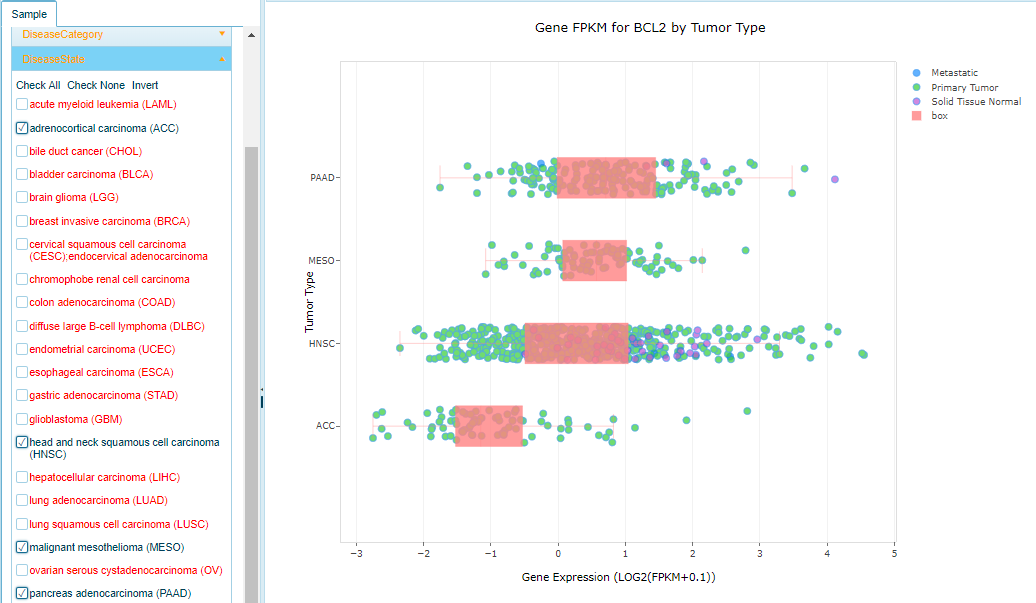 Sample
DiseaseCategory
DiseaseState
Check All Check None Invert
acute myeloid leukemia (LAML)
adrenocortical carcinoma (ACC)
bile duct cancer (CHOL)
bladder carcinoma (BLCA)
brain glioma (LGG)
breast invasive carcinoma (BRCA)
cervical squamous cell carcinoma
(CESC);endocervical adenocarcinoma
chromophobe renal cell carcinoma
colon adenocarcinoma (COAD)
diffuse large B-cell lymphoma (DLBC)
endometrial carcinoma (UCEC)
esophageal carcinoma (ESCA)
gastric adenocarcinoma (STAD)
glioblastoma (GBM)
head and neck squamous cell carcinoma
(HNSC)
hepatocellular carcinoma (LIHC)
lung adenocarcinoma (LUAD)
lung squamous cell carcinoma (LUSC)
malignant mesothelioma (MESO)
ovarian serous cystadenocarcinoma (OV)
pancreas adenocarcinoma (PAAD)
Gene FPKM for BCL2 by Tumor Type
Metastatic
Primary Tumor
Solid Tissue Normal
box
Tumor Type
PAAD
MESO
HNSC
ACC
−3 −2 −1 0 1 2 3 4 5
Gene Expression (LOG2(FPKM+0.1))